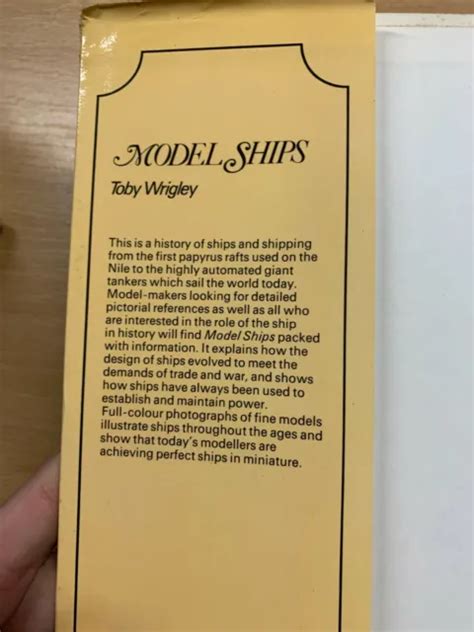 MODEL SHIPS
Toby Wrigley
This is a history of ships and shipping
from the first papyrus rafts used on the
Nile to the highly automated giant
tankers which sail the world today.
Model-makers looking for detailed
pictorial references as well as all who
are interested in the role of the ship
in history will find Model Ships packed
with information. It explains how the
design of ships evolved to meet the
demands of trade and war, and shows
how ships have always been used to
establish and maintain power.
Full-colour photographs of fine models
illustrate ships throughout the ages and
show that today's modellers are
achieving perfect ships in miniature.